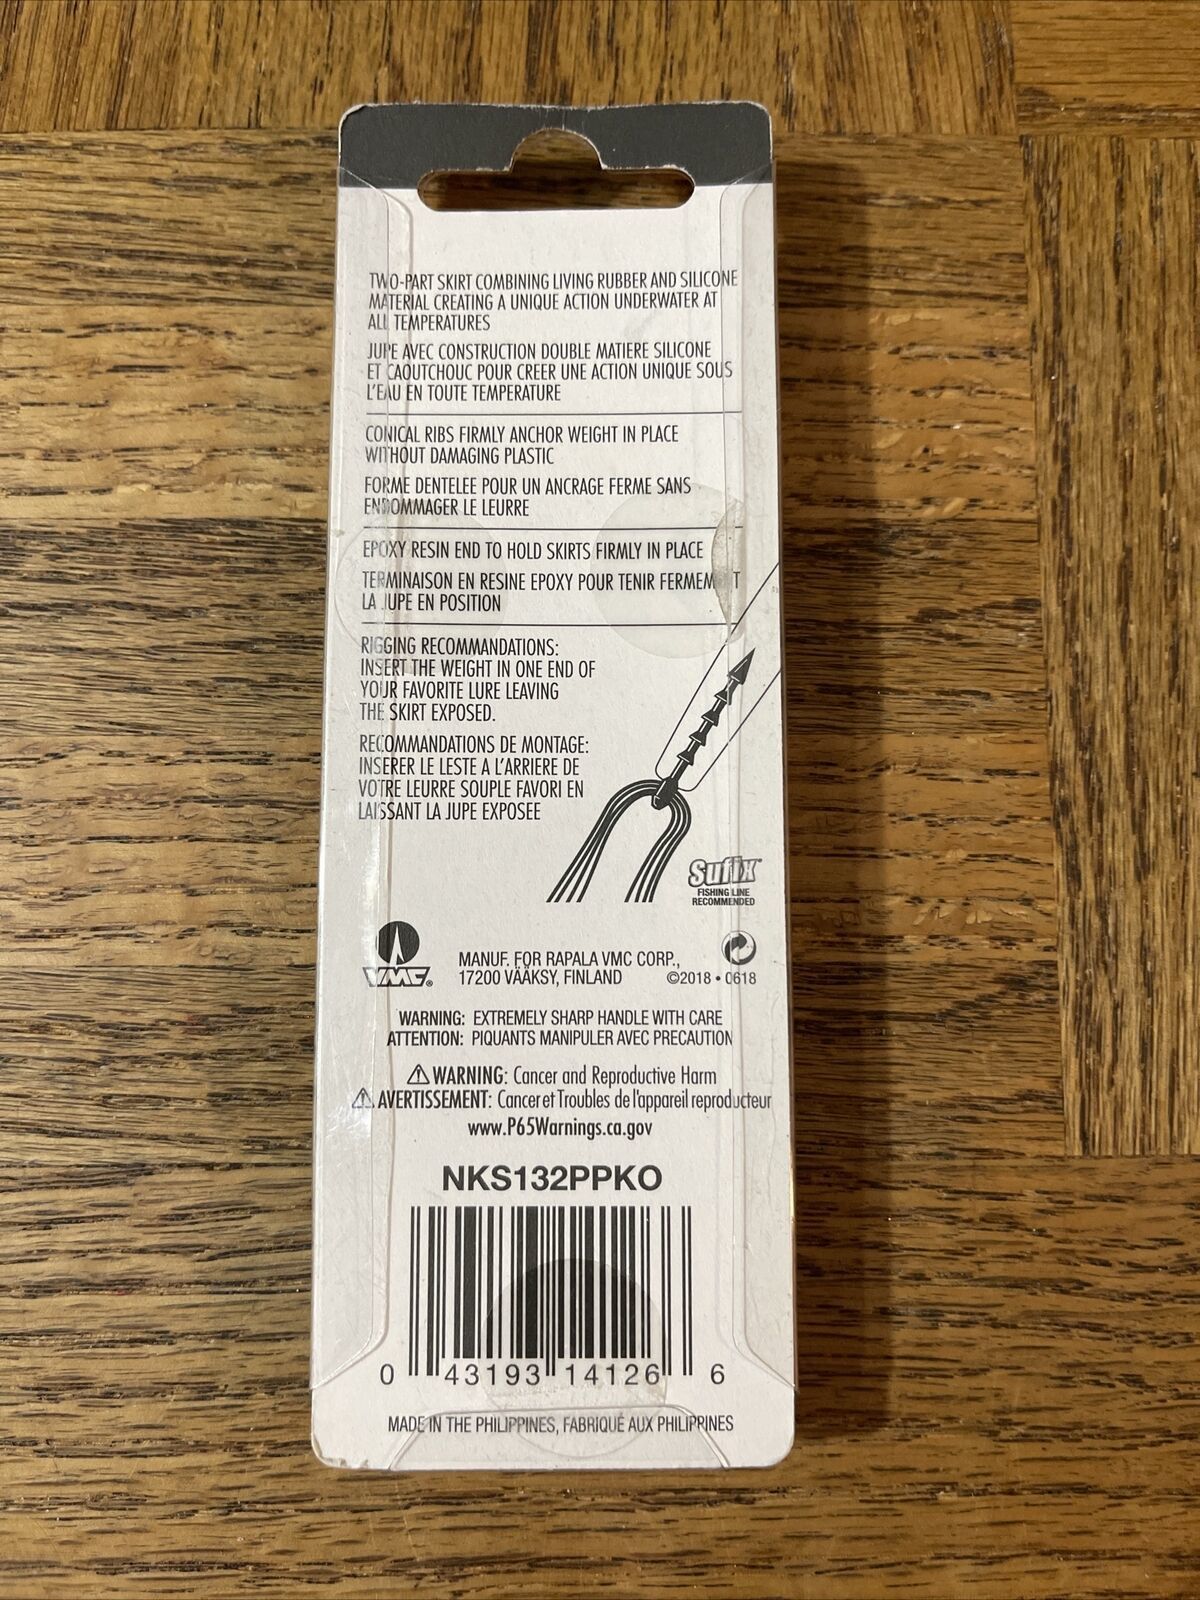 TWO-PART SKIRT COMBINING LIVING RUBBER AND SILICONE
MATERIAL CREATING A UNIQUE ACTION UNDERWATER AT
ALL TEMPERATURES
JUPE AVEC CONSTRUCTION DOUBLE MATIERE SILICONE
ET CAOUTCHOUC POUR CREER UNE ACTION UNIQUE SOUS
L'EAU EN TOUTE TEMPERATURE
CONICAL RIBS FIRMLY ANCHOR WEIGHT IN PLACE
WITHOUT DAMAGING PLASTIC
FORME DENTELEE POUR UN ANCRAGE FERME SANS
ENDOMMAGER LE LEURRE
EPOXY RESIN END TO HOLD SKIRTS FIRMLY IN PLACE
TERMINAISON EN RESINE EPOXY POUR TENIR FERMEMENT
LA JUPE EN POSITION
RIGGING RECOMMANDATIONS:
INSERT THE WEIGHT IN ONE END OF
YOUR FAVORITE LURE LEAVING
THE SKIRT EXPOSED.
RECOMMANDATIONS DE MONTAGE:
INSERER LE LESTE A L'ARRIERE DE
VOTRE LEURRE SOUPLE FAVORI EN
LAISSANT LA JUPE EXPOSEE
Sufix
FISHING LINE
RECOMMENDED
VMC®
MANUF. FOR RAPALA VMC CORP.,
17200 VÄÄKSY, FINLAND ©2018 • 0618
WARNING: EXTREMELY SHARP HANDLE WITH CARE
ATTENTION: PIQUANTS MANIPULER AVEC PRECAUTION
⚠ WARNING: Cancer and Reproductive Harm
⚠ AVERTISSEMENT: Cancer et Troubles de l'appareil reproducteur
www.P65Warnings.ca.gov
NKS132PPKO
0 43193 14126 6
MADE IN THE PHILIPPINES, FABRIQUÉ AUX PHILIPPINES